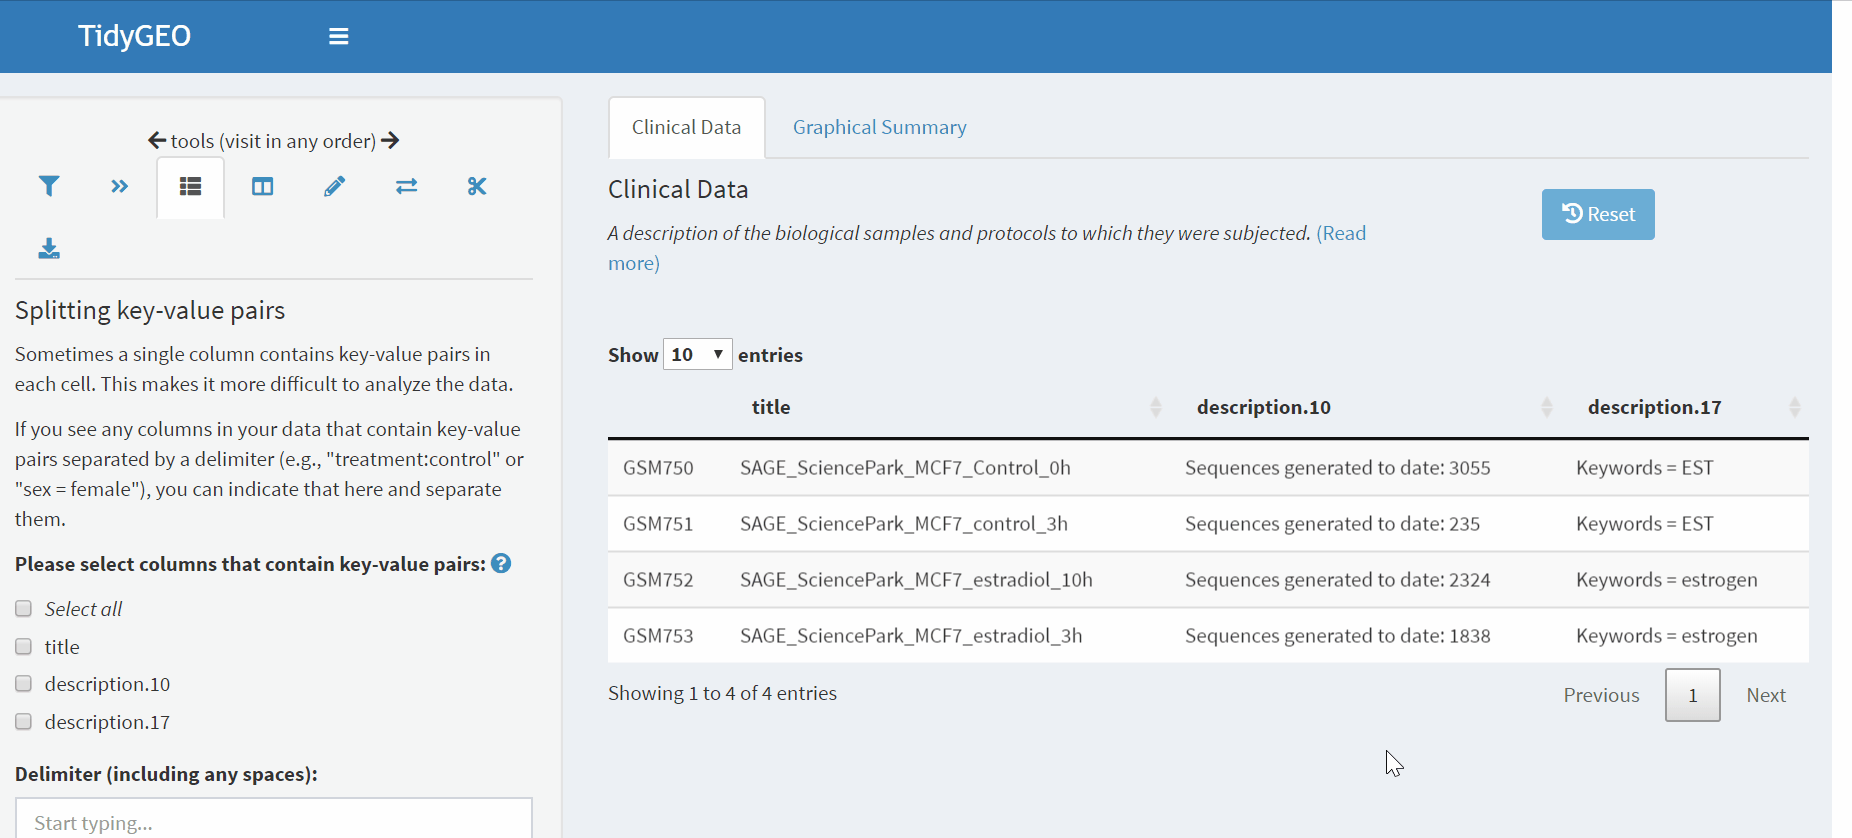 TidyGEO
tools (visit in any order)
Splitting key-value pairs
Sometimes a single column contains key-value pairs in
each cell. This makes it more difficult to analyze the data.
If you see any columns in your data that contain key-value
pairs separated by a delimiter (e.g., "treatment:control" or
"sex = female"), you can indicate that here and separate
them.
Please select columns that contain key-value pairs: ?
Select all
title
description.10
description.17
Delimiter (including any spaces):
Start typing...
Clinical Data Graphical Summary
Clinical Data
Reset
A description of the biological samples and protocols to which they were subjected. (Read
more)
Show 10 entries
title description.10 description.17
GSM750 SAGE_SciencePark_MCF7_Control_0h Sequences generated to date: 3055 Keywords = EST
GSM751 SAGE_SciencePark_MCF7_control_3h Sequences generated to date: 235 Keywords = EST
GSM752 SAGE_SciencePark_MCF7_estradiol_10h Sequences generated to date: 2324 Keywords = estrogen
GSM753 SAGE_SciencePark_MCF7_estradiol_3h Sequences generated to date: 1838 Keywords = estrogen
Showing 1 to 4 of 4 entries
Previous 1 Next